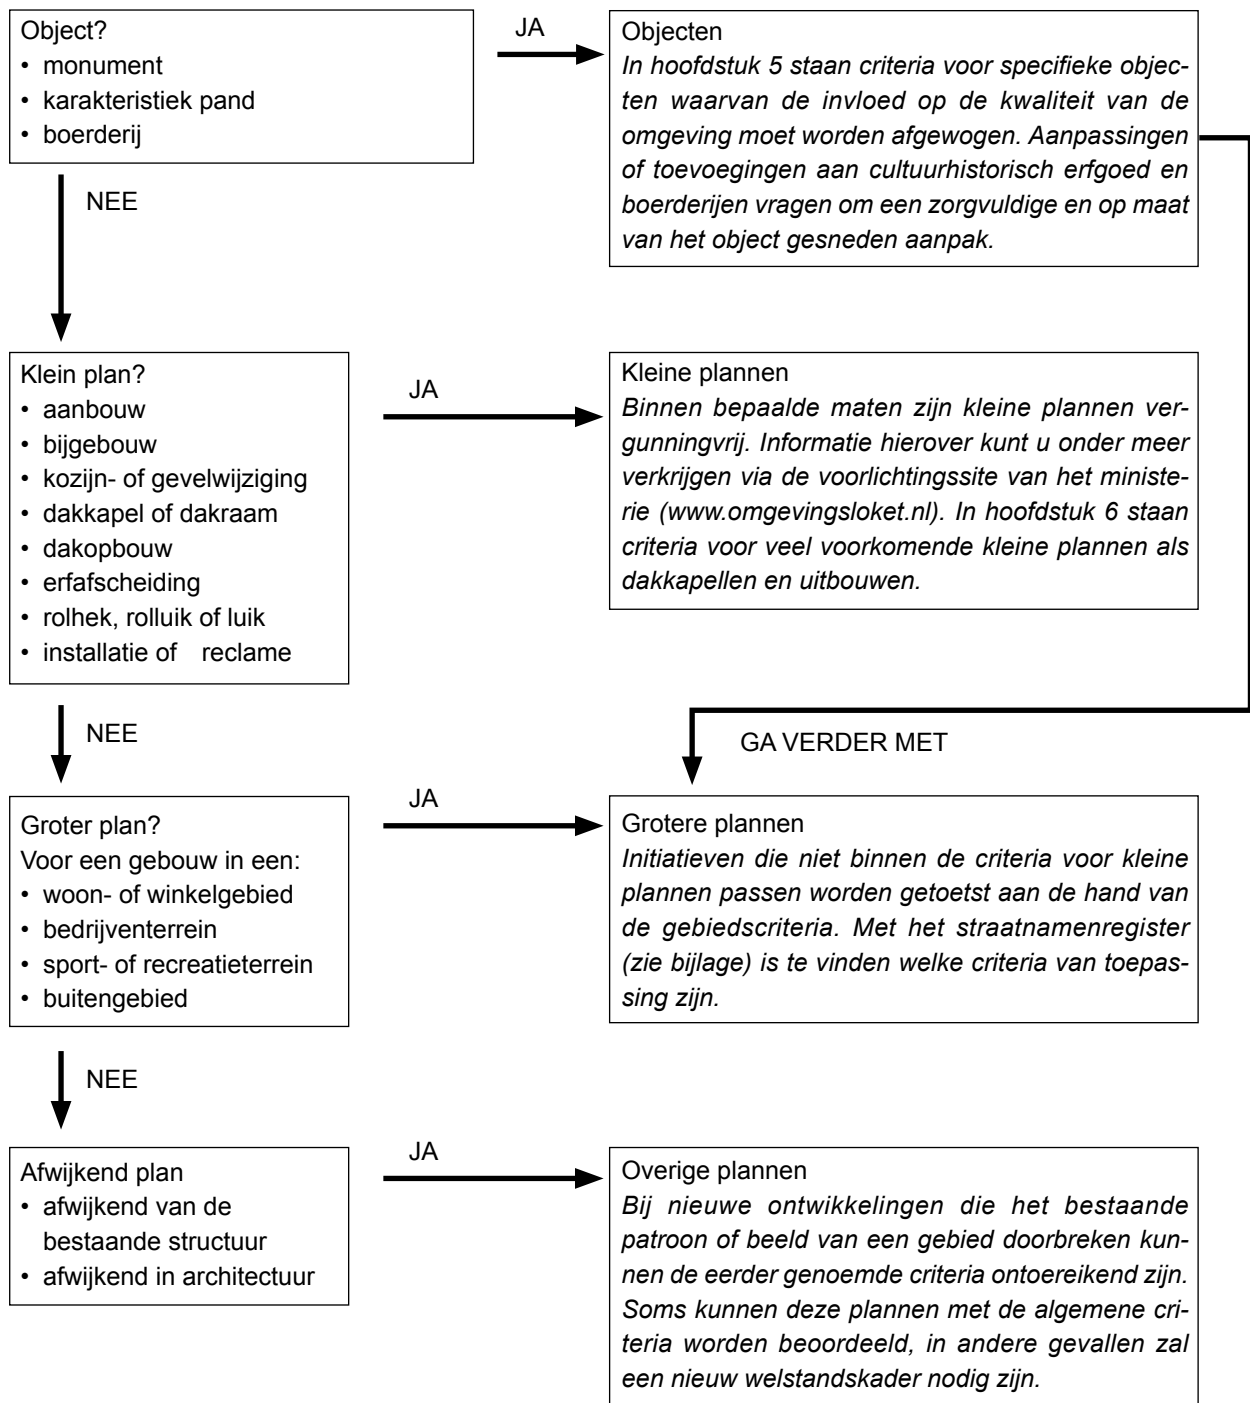 Object?
• monument
• karakteristiek pand
• boerderij
JA
Objecten
In hoofdstuk 5 staan criteria voor specifieke objec-
ten waarvan de invloed op de kwaliteit van de
omgeving moet worden afgewogen. Aanpassingen
of toevoegingen aan cultuurhistorisch erfgoed en
boerderijen vragen om een zorgvuldige en op maat
van het object gesneden aanpak.
NEE
Klein plan?
• aanbouw
• bijgebouw
• kozijn- of gevelwijziging
• dakkapel of dakraam
• dakopbouw
• erfafscheiding
• rolhek, rolluik of luik
• installatie of reclame
JA
Kleine plannen
Binnen bepaalde maten zijn kleine plannen ver-
gunningvrij. Informatie hierover kunt u onder meer
verkrijgen via de voorlichtingssite van het ministe-
rie (www.omgevingsloket.nl). In hoofdstuk 6 staan
criteria voor veel voorkomende kleine plannen als
dakkapellen en uitbouwen.
NEE
GA VERDER MET
Groter plan?
Voor een gebouw in een:
• woon- of winkelgebied
• bedrijventerrein
• sport- of recreatieterrein
• buitengebied
JA
Grotere plannen
Initiatieven die niet binnen de criteria voor kleine
plannen passen worden getoetst aan de hand van
de gebiedscriteria. Met het straatnamenregister
(zie bijlage) is te vinden welke criteria van toepas-
sing zijn.
NEE
Afwijkend plan
• afwijkend van de
bestaande structuur
• afwijkend in architectuur
JA
Overige plannen
Bij nieuwe ontwikkelingen die het bestaande
patroon of beeld van een gebied doorbreken kun-
nen de eerder genoemde criteria ontoereikend zijn.
Soms kunnen deze plannen met de algemene cri-
teria worden beoordeeld, in andere gevallen zal
een nieuw welstandskader nodig zijn.